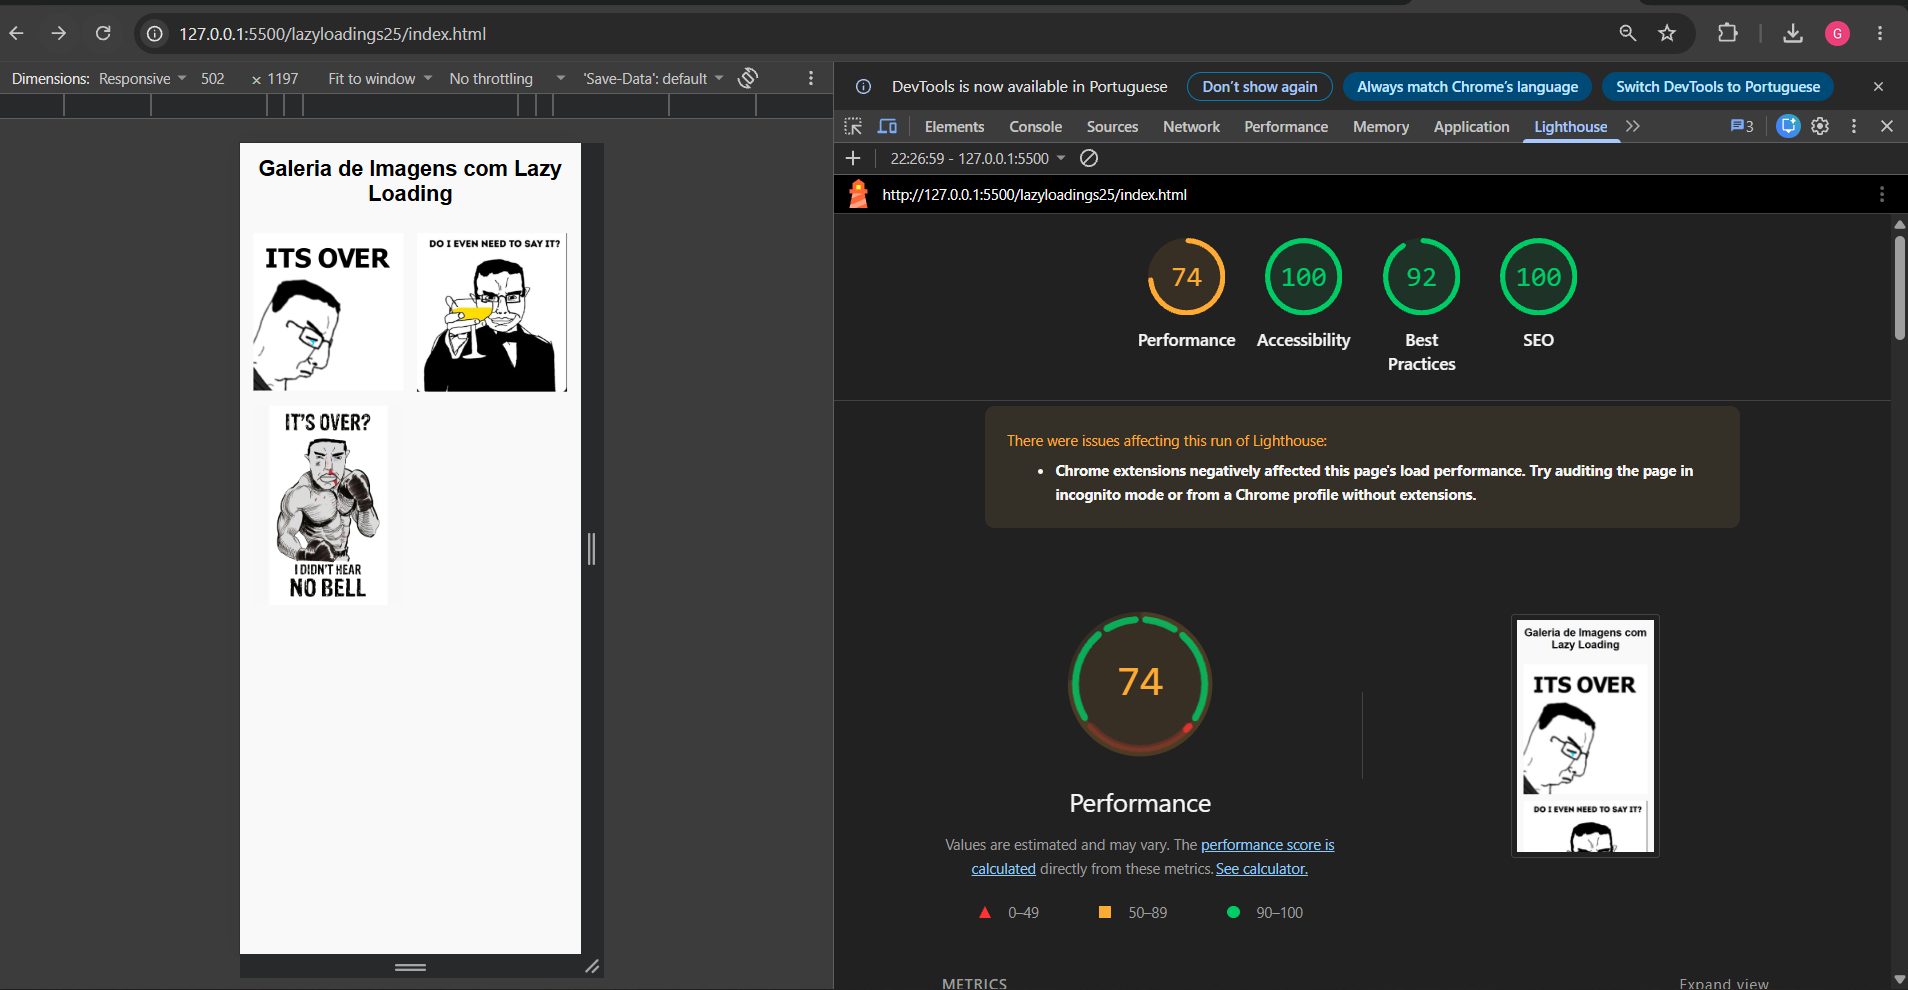 127.0.0.1:5500/lazyloadings25/index.html
G
Dimensions: Responsive 502 × 1197 Fit to window No throttling 'Save-Data': default
DevTools is now available in Portuguese Don't show again Always match Chrome's language Switch DevTools to Portuguese
Elements Console Sources Network Performance Memory Application Lighthouse 3
22:26:59 - 127.0.0.1:5500
http://127.0.0.1:5500/lazyloadings25/index.html
Galeria de Imagens com Lazy
Loading
ITS OVER
DO I EVEN NEED TO SAY IT?
IT'S OVER?
I DIDN'T HEAR
NO BELL
74 100 92 100
Performance Accessibility Best
Practices SEO
There were issues affecting this run of Lighthouse:
• Chrome extensions negatively affected this page's load performance. Try auditing the page in
incognito mode or from a Chrome profile without extensions.
74
Performance
Values are estimated and may vary. The performance score is
calculated directly from these metrics. See calculator.
0–49 50–89 90–100
Galeria de Imagens com
Lazy Loading
ITS OVER
DO I EVEN NEED TO SAY IT?
METRICS
Expand view